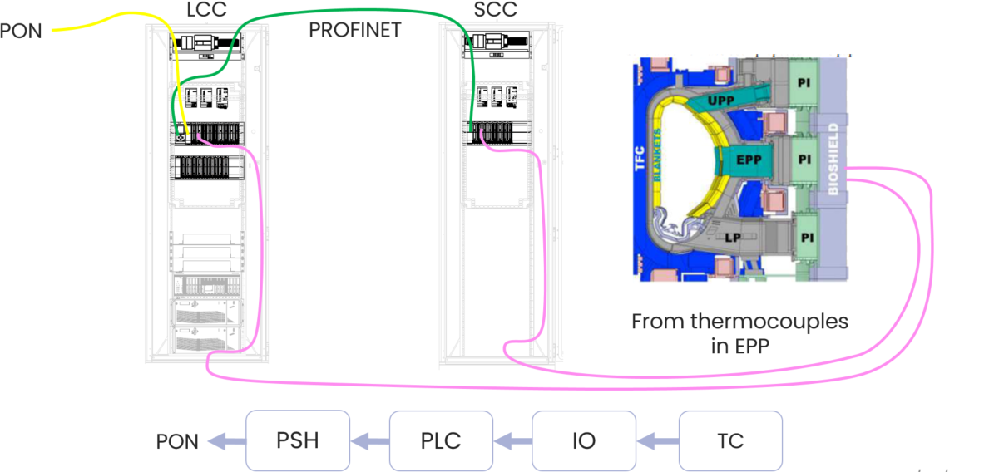 LCC
SCC
PON
PROFINET
UPP
PI
TFC
BLANKETS
EPP
PI
BIOSHIELD
LP
PI
From thermocouples
in EPP
PON
PSH
PLC
IO
TC